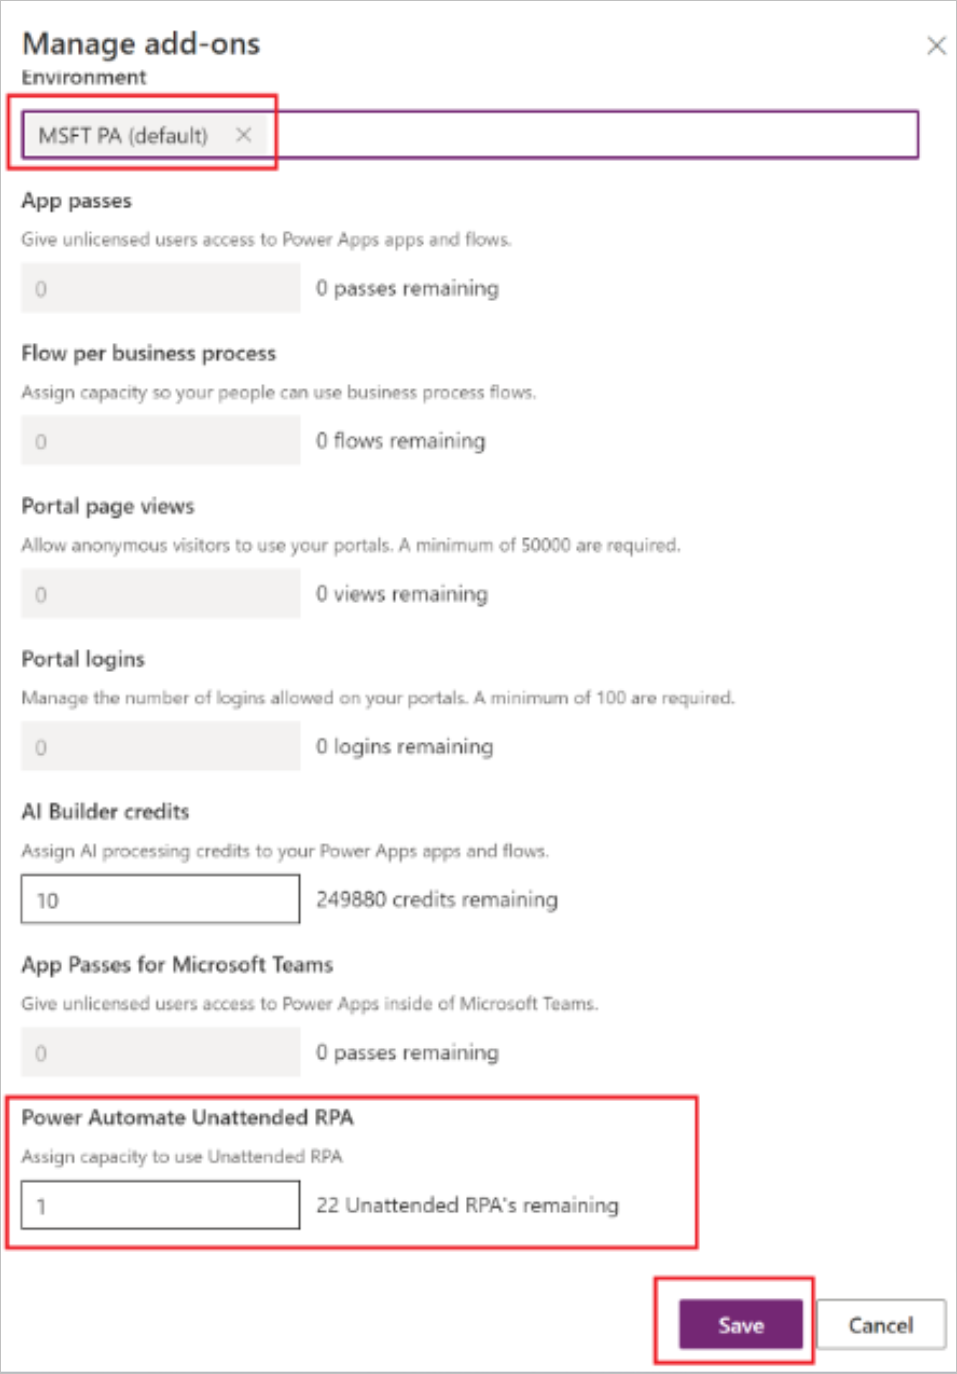 Manage add-ons
Environment
MSFT PA (default)
App passes
Give unlicensed users access to Power Apps apps and flows.
0 0 passes remaining
Flow per business process
Assign capacity so your people can use business process flows.
0 0 flows remaining
Portal page views
Allow anonymous visitors to use your portals. A minimum of 50000 are required.
0 0 views remaining
Portal logins
Manage the number of logins allowed on your portals. A minimum of 100 are required.
0 0 logins remaining
AI Builder credits
Assign AI processing credits to your Power Apps apps and flows.
10 249880 credits remaining
App Passes for Microsoft Teams
Give unlicensed users access to Power Apps inside of Microsoft Teams.
0 0 passes remaining
Power Automate Unattended RPA
Assign capacity to use Unattended RPA
1 22 Unattended RPA's remaining
Save Cancel